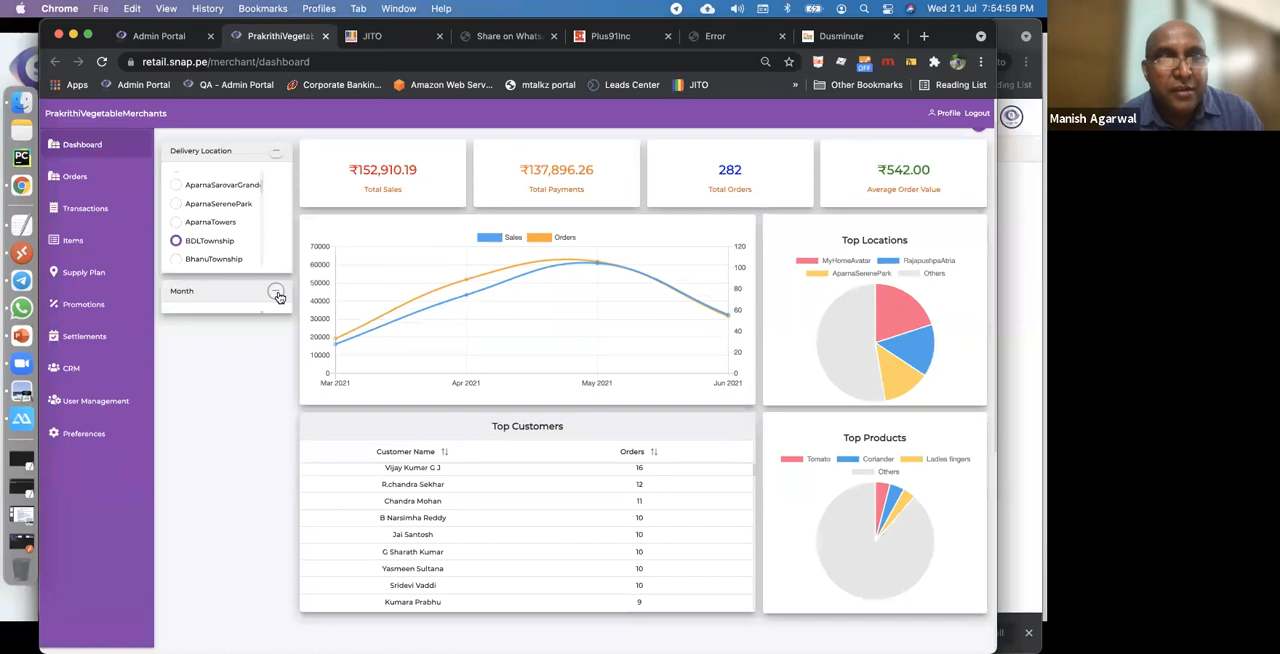 Chrome File Edit View History Bookmarks Profiles Tab Window Help
Wed 21 Jul 7:54:59 PM
Admin Portal
PrakrithiVegetab
JITO
Share on Whats
Plus91Inc
Error
Dusminute
retail.snap.pe/merchant/dashboard
OFF
Apps Admin Portal QA - Admin Portal Corporate Bankin... Amazon Web Serv... mtalkz portal Leads Center JITO » Other Bookmarks Reading List
PrakrithiVegetableMerchants
Profile Logout
Manish Agarwal
Dashboard
Orders
Transactions
Items
Supply Plan
Promotions
Settlements
CRM
User Management
Preferences
Delivery Location
AparnaSarovarGrand
AparnaSerenePark
AparnaTowers
BDLTownship
BhanuTownship
Month
₹152,910.19
Total Sales
₹137,896.26
Total Payments
282
Total Orders
₹542.00
Average Order Value
Sales Orders
70000
60000
50000
40000
30000
20000
10000
0
120
100
80
60
40
20
0
Mar 2021 Apr 2021 May 2021 Jun 2021
Top Locations
MyHomeAvatar RajapushpaAtria
AparnaSerenePark Others
Top Customers
Customer Name Orders
Vijay Kumar G J 16
R.chandra Sekhar 12
Chandra Mohan 11
B Narsimha Reddy 10
Jai Santosh 10
G Sharath Kumar 10
Yasmeen Sultana 10
Sridevi Vaddi 10
Kumara Prabhu 9
Top Products
Tomato Coriander Ladies fingers
Others